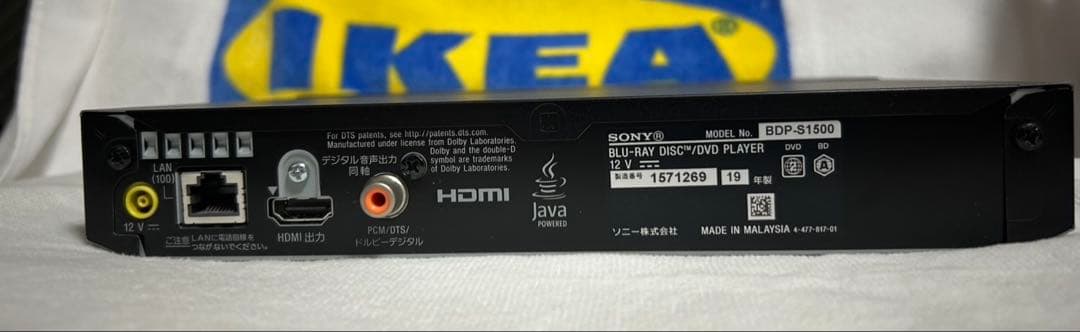 IKEA
For DTS patents, see http://patents.dts.com.
Manufactured under license from Dolby Laboratories.
Dolby and the double-D
symbol are trademarks
of Dolby Laboratories.
LAN
(100)
12 V
ご注意 LANに電話回線を
つながないでください。
HDMI 出力
デジタル音声出力
同軸
PCM/DTS/
ドルビーデジタル
HDMI
Java
POWERED
SONY®
MODEL No. BDP-S1500
BLU-RAY DISC™/DVD PLAYER
12 V
製造番号 1571269 19 年製
DVD
2
BD
A
ソニー株式会社 MADE IN MALAYSIA 4-477-817-01